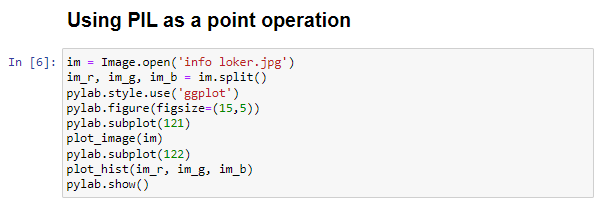 Using PIL as a point operation
In [6]: im = Image.open('info loker.jpg')
im_r, im_g, im_b = im.split()
pylab.style.use('ggplot')
pylab.figure(figsize=(15,5))
pylab.subplot(121)
plot_image(im)
pylab.subplot(122)
plot_hist(im_r, im_g, im_b)
pylab.show()